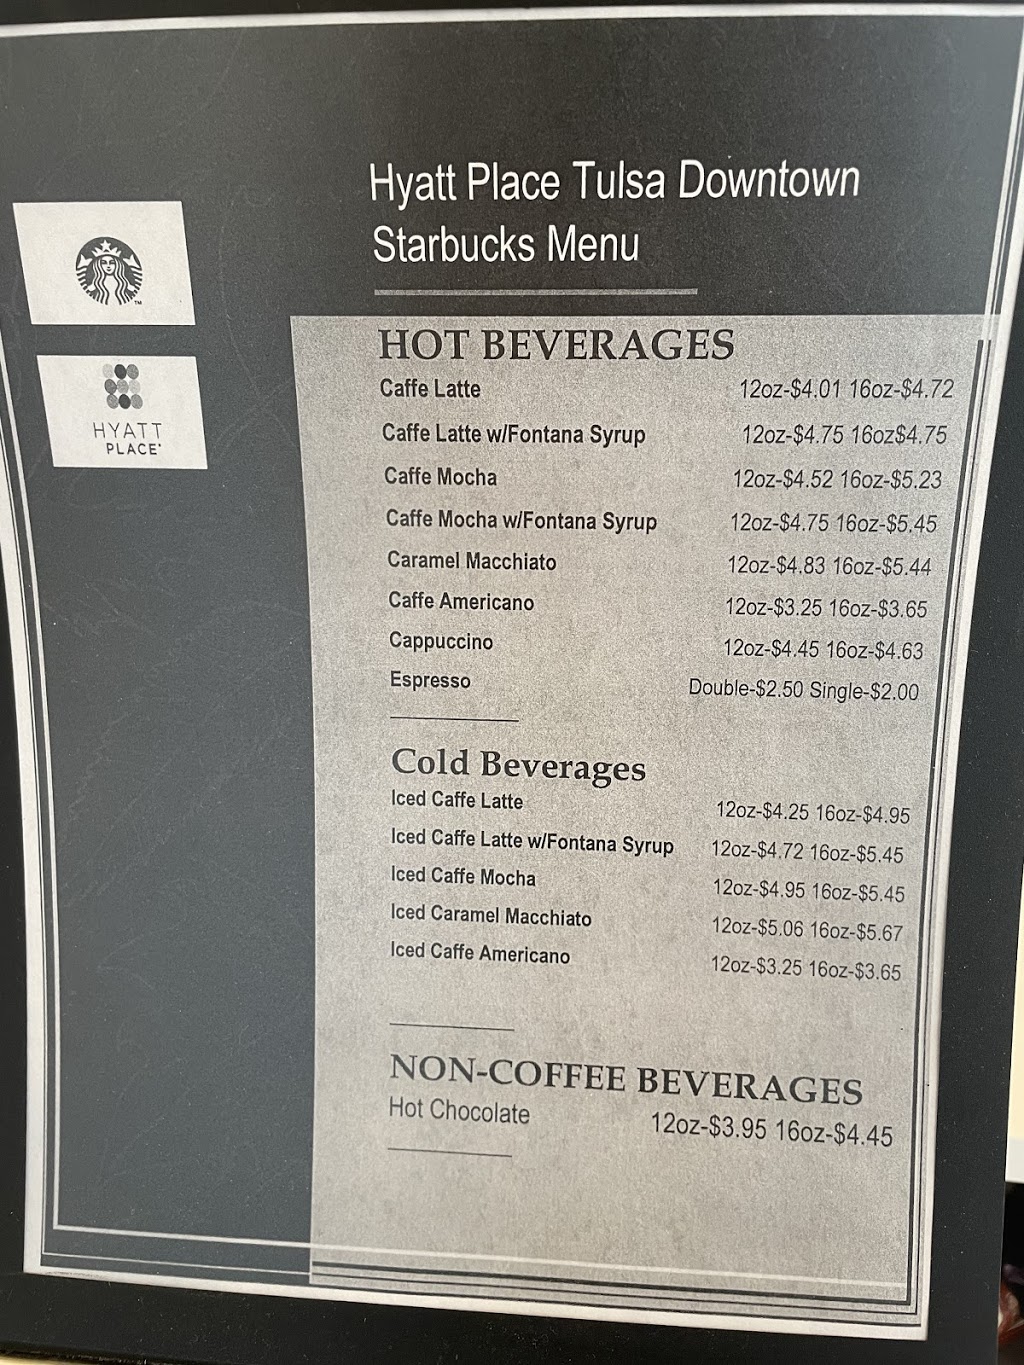 Hyatt Place Tulsa Downtown
Starbucks Menu
TM
HYATT
PLACE®
HOT BEVERAGES
Caffe Latte 12oz-$4.01 16oz-$4.72
Caffe Latte w/Fontana Syrup 12oz-$4.75 16oz$4.75
Caffe Mocha 12oz-$4.52 16oz-$5.23
Caffe Mocha w/Fontana Syrup 12oz-$4.75 16oz-$5.45
Caramel Macchiato 12oz-$4.83 16oz-$5.44
Caffe Americano 12oz-$3.25 16oz-$3.65
Cappuccino 12oz-$4.45 16oz-$4.63
Espresso Double-$2.50 Single-$2.00
Cold Beverages
Iced Caffe Latte 12oz-$4.25 16oz-$4.95
Iced Caffe Latte w/Fontana Syrup 12oz-$4.72 16oz-$5.45
Iced Caffe Mocha 12oz-$4.95 16oz-$5.45
Iced Caramel Macchiato 12oz-$5.06 16oz-$5.67
Iced Caffe Americano 12oz-$3.25 16oz-$3.65
NON-COFFEE BEVERAGES
Hot Chocolate 12oz-$3.95 16oz-$4.45